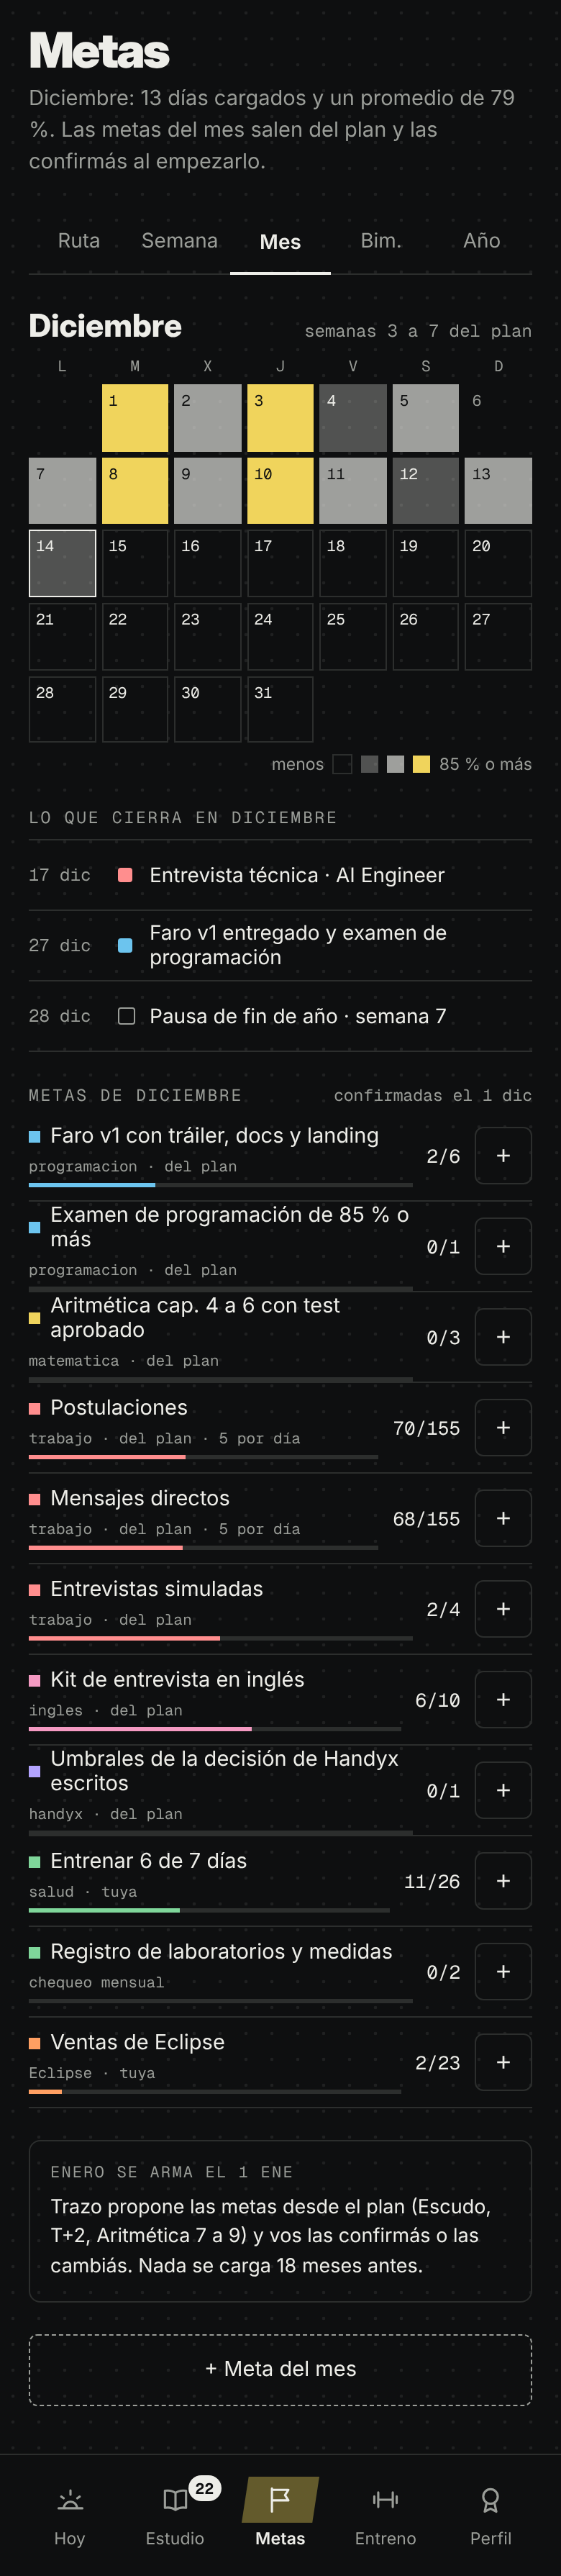 Metas
Diciembre: 13 días cargados y un promedio de 79
%. Las metas del mes salen del plan y las
confirmás al empezarlo.
Ruta Semana Mes Bim. Año
Diciembre semanas 3 a 7 del plan
L M X J V S D
1 2 3 4 5 6
7 8 9 10 11 12 13
14 15 16 17 18 19 20
21 22 23 24 25 26 27
28 29 30 31
menos 85 % o más
LO QUE CIERRA EN DICIEMBRE
17 dic Entrevista técnica · AI Engineer
27 dic Faro v1 entregado y examen de
programación
28 dic Pausa de fin de año · semana 7
METAS DE DICIEMBRE confirmadas el 1 dic
Faro v1 con tráiler, docs y landing
programacion · del plan
2/6 +
Examen de programación de 85 % o
más
programacion · del plan
0/1 +
Aritmética cap. 4 a 6 con test
aprobado
matematica · del plan
0/3 +
Postulaciones
trabajo · del plan · 5 por día
70/155 +
Mensajes directos
trabajo · del plan · 5 por día
68/155 +
Entrevistas simuladas
trabajo · del plan
2/4 +
Kit de entrevista en inglés
ingles · del plan
6/10 +
Umbrales de la decisión de Handyx
escritos
handyx · del plan
0/1 +
Entrenar 6 de 7 días
salud · tuya
11/26 +
Registro de laboratorios y medidas
chequeo mensual
0/2 +
Ventas de Eclipse
Eclipse · tuya
2/23 +
ENERO SE ARMA EL 1 ENE
Trazo propone las metas desde el plan (Escudo,
T+2, Aritmética 7 a 9) y vos las confirmás o las
cambiás. Nada se carga 18 meses antes.
+ Meta del mes
22
Hoy Estudio Metas Entreno Perfil